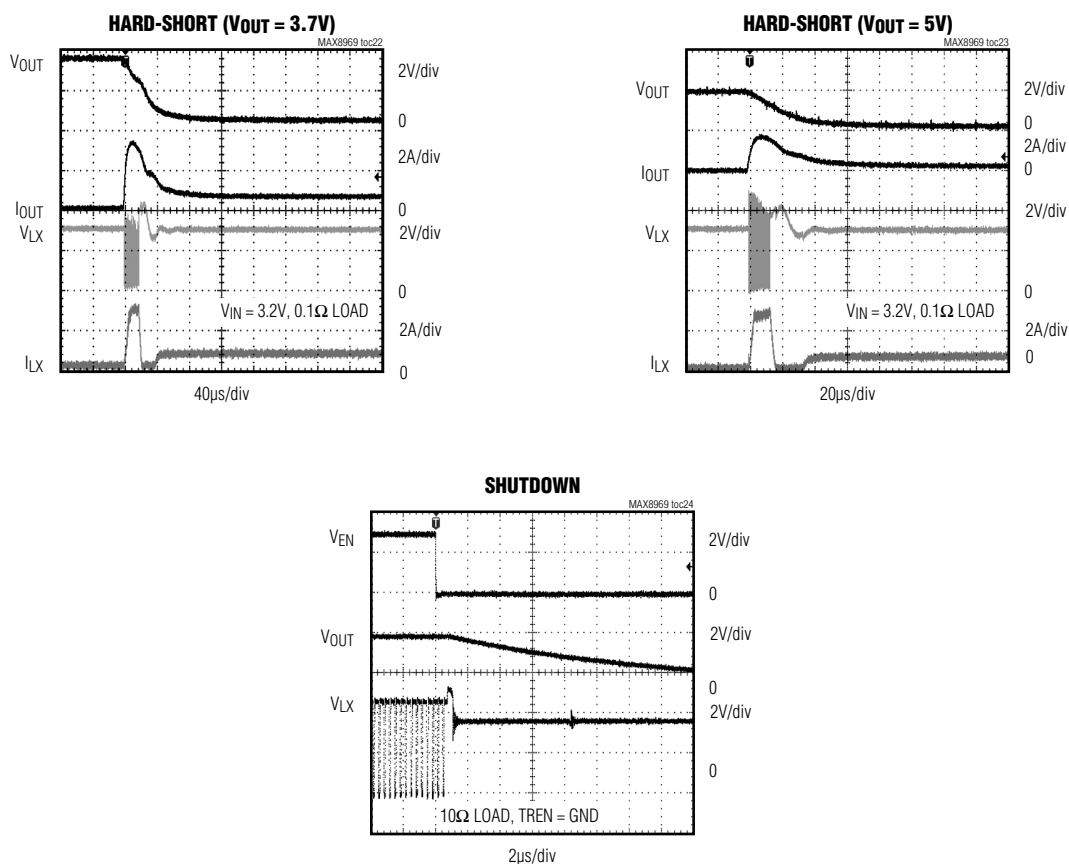 HARD-SHORT (VOUT = 3.7V)
MAX8969 toc22
VOUT
2V/div
0
2A/div
IOUT
0
VLX
2V/div
0
VIN = 3.2V, 0.1Ω LOAD
2A/div
ILX
0
40µs/div
HARD-SHORT (VOUT = 5V)
MAX8969 toc23
T
VOUT
2V/div
0
2A/div
IOUT
0
2V/div
VLX
0
VIN = 3.2V, 0.1Ω LOAD
2A/div
0
ILX
20µs/div
SHUTDOWN
MAX8969 toc24
T
VEN
2V/div
0
VOUT
2V/div
0
VLX
2V/div
0
10Ω LOAD, TREN = GND
2µs/div